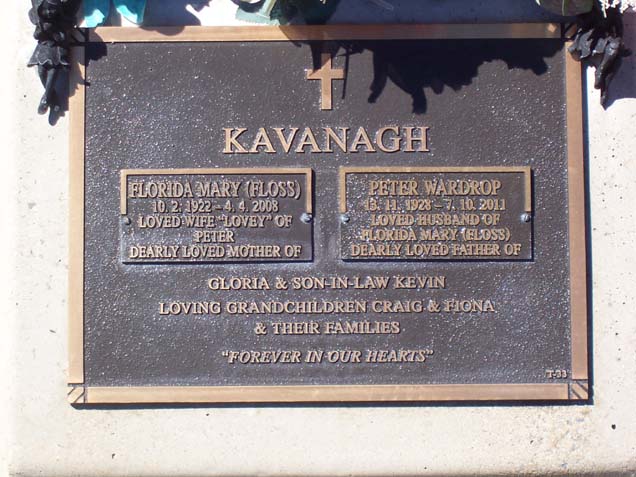 KAVANAGH
FLORIDA MARY (FLOSS)
10. 2. 1922 – 4. 4. 2008
LOVED WIFE "LOVEY" OF
PETER
DEARLY LOVED MOTHER OF
PETER WARDROP
13. 11. 1928 – 7. 10. 2011
LOVED HUSBAND OF
FLORIDA MARY (FLOSS)
DEARLY LOVED FATHER OF
GLORIA & SON-IN-LAW KEVIN
LOVING GRANDCHILDREN CRAIG & FIONA
& THEIR FAMILIES
"FOREVER IN OUR HEARTS"
T-33